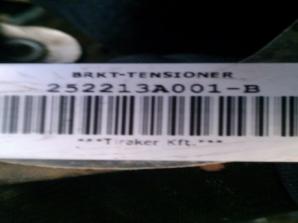 BRKT-TENSIONER
252213A001-B
***Tiraker Kft.***